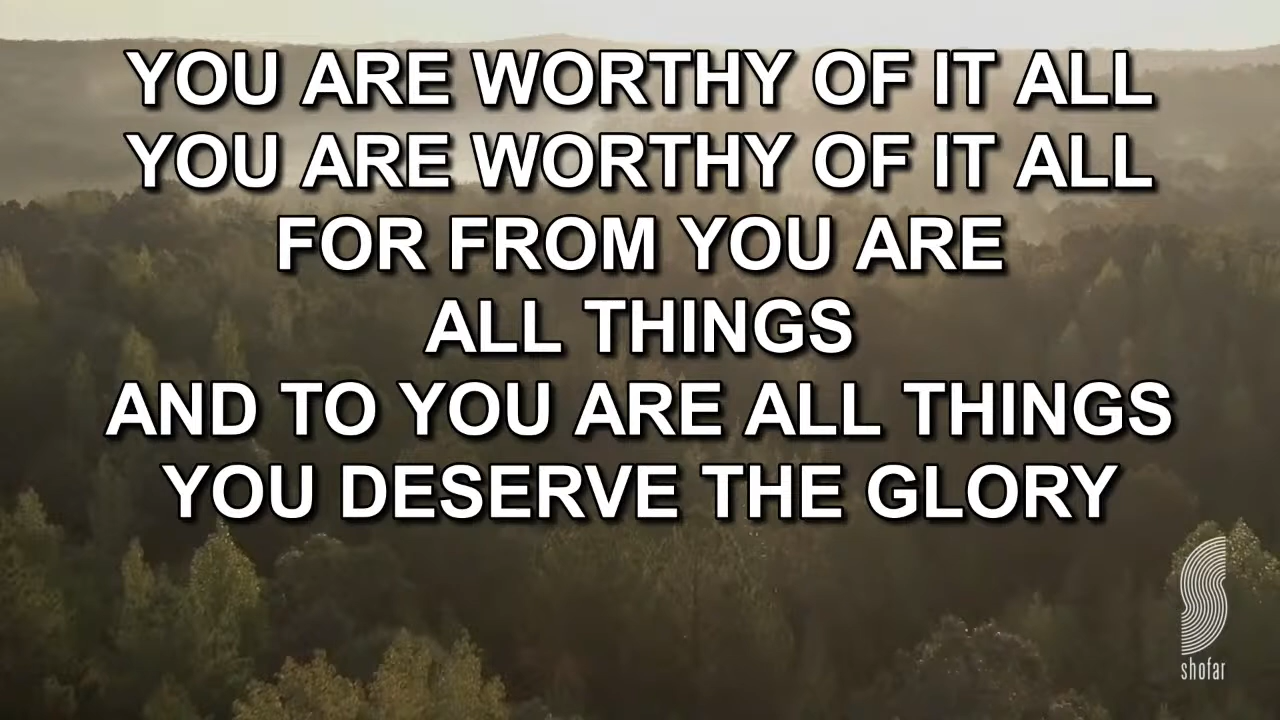 YOU ARE WORTHY OF IT ALL
YOU ARE WORTHY OF IT ALL
FOR FROM YOU ARE
ALL THINGS
AND TO YOU ARE ALL THINGS
YOU DESERVE THE GLORY
shofar